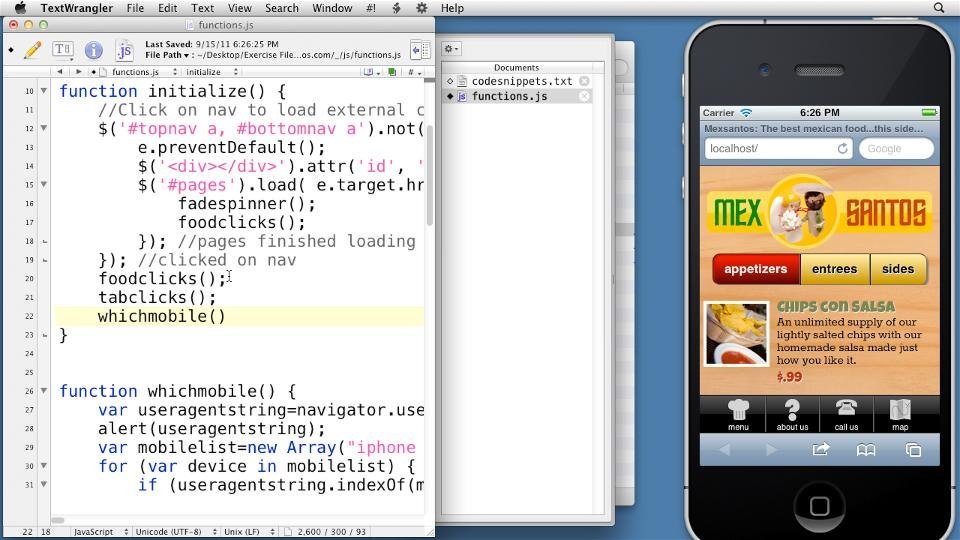 TextWrangler File Edit Text View Search Window #! Help
functions.js
Last Saved: 9/15/11 6:26:25 PM
File Path ▾ : ~/Desktop/Exercise File...os.com/_/js/functions.js
functions.js initialize
10 function initialize() {
11 //Click on nav to load external c
12 $('#topnav a, #bottomnav a').not(
13 e.preventDefault();
14 $('<div></div>').attr('id', '
15 $('#pages').load( e.target.hr
16 fadespinner();
17 foodclicks();
18 }); //pages finished loading
19 }); //clicked on nav
20 foodclicks();
21 tabclicks();
22 whichmobile()
23 }
24
25
26 function whichmobile() {
27 var useragentstring=navigator.use
28 alert(useragentstring);
29 var mobilelist=new Array("iphone
30 for (var device in mobilelist) {
31 if (useragentstring.indexOf(m
22 18 JavaScript Unicode (UTF-8) Unix (LF) 2,600 / 300 / 93
Documents
codesnippets.txt
functions.js
Carrier 6:26 PM
Mexsantos: The best mexican food...this side...
localhost/ Google
MEX SANTOS
appetizers entrees sides
CHIPS CON SALSA
An unlimited supply of our
lightly salted chips with our
homemade salsa made just
how you like it.
$.99
menu about us call us map